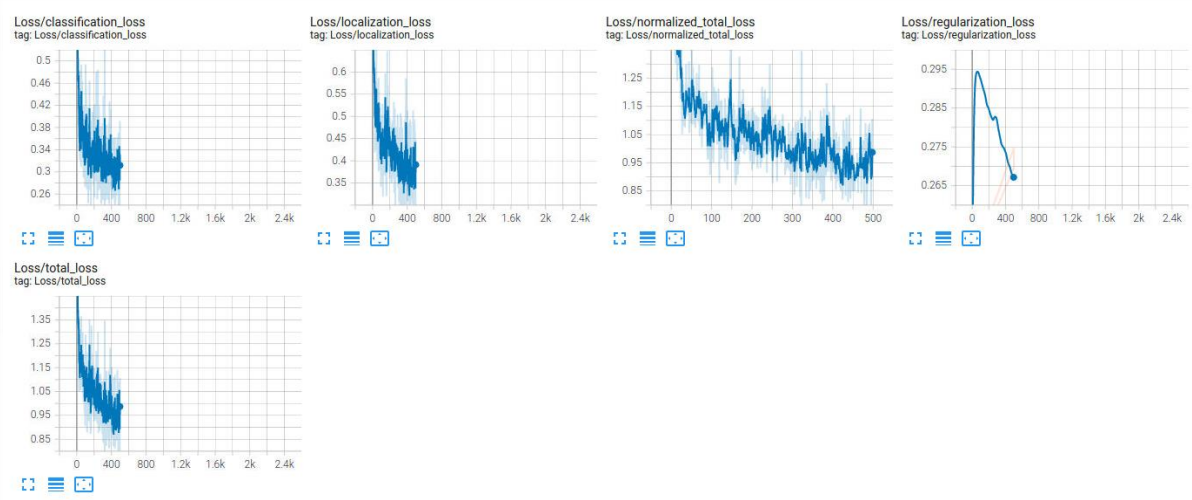 Loss/classification_loss
tag: Loss/classification_loss
0.5
0.46
0.42
0.38
0.34
0.3
0.26
0 400 800 1.2k 1.6k 2k 2.4k
Loss/localization_loss
tag: Loss/localization_loss
0.6
0.55
0.5
0.45
0.4
0.35
0 400 800 1.2k 1.6k 2k 2.4k
Loss/normalized_total_loss
tag: Loss/normalized_total_loss
1.25
1.15
1.05
0.95
0.85
0 100 200 300 400 500
Loss/regularization_loss
tag: Loss/regularization_loss
0.295
0.285
0.275
0.265
0 400 800 1.2k 1.6k 2k 2.4k
Loss/total_loss
tag: Loss/total_loss
1.35
1.25
1.15
1.05
0.95
0.85
0 400 800 1.2k 1.6k 2k 2.4k